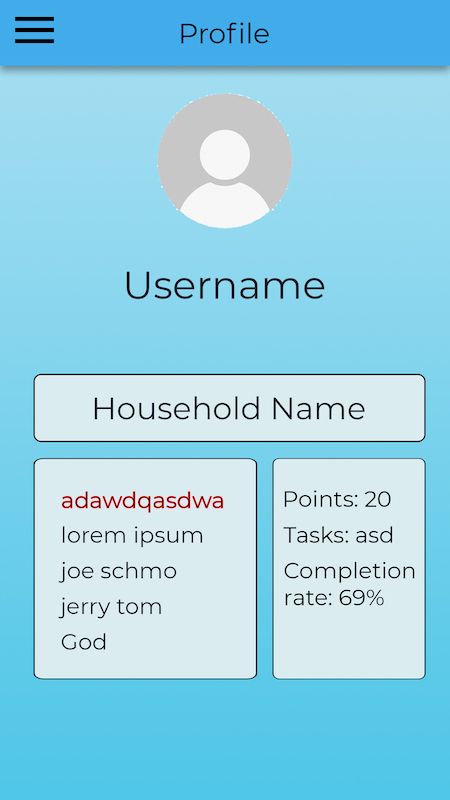 Profile
Username
Household Name
adawdqasdwa
lorem ipsum
joe schmo
jerry tom
God
Points: 20
Tasks: asd
Completion
rate: 69%